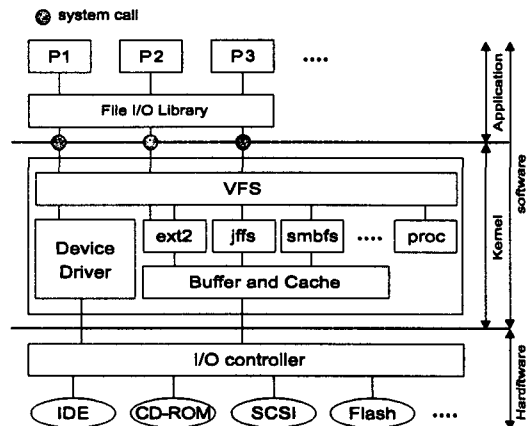 system call
P1 P2 P3 ....
File I/O Library
Application
VFS
Device Driver
ext2 jffs smbfs .... proc
Buffer and Cache
Kernel
software
I/O controller
IDE CD-ROM SCSI Flash ....
Hardftware